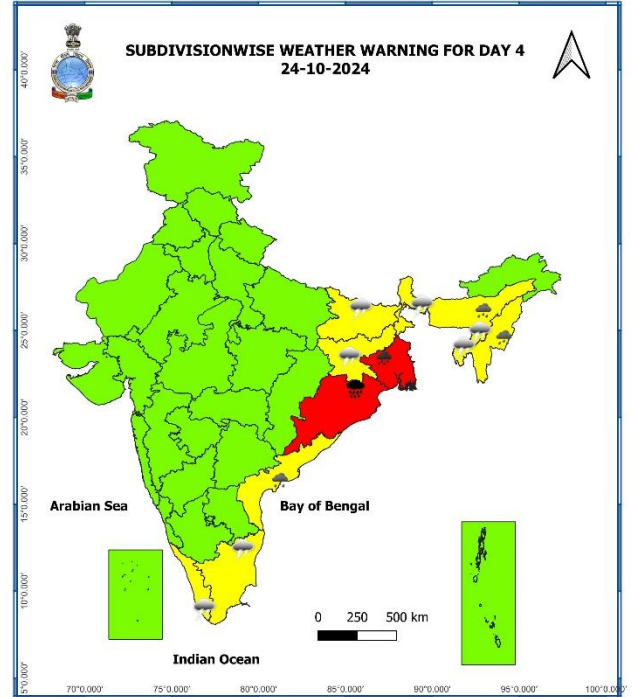 SUBDIVISIONWISE WEATHER WARNING FOR DAY 4
24-10-2024
40°0.000'
35°0.000'
30°0.000'
25°0.000'
20°0.000'
15°0.000'
10°0.000'
5°0.000'
Arabian Sea
Bay of Bengal
0 250 500 km
Indian Ocean
70°0.000' 75°0.000' 80°0.000' 85°0.000' 90°0.000' 95°0.000' 100°0.000'